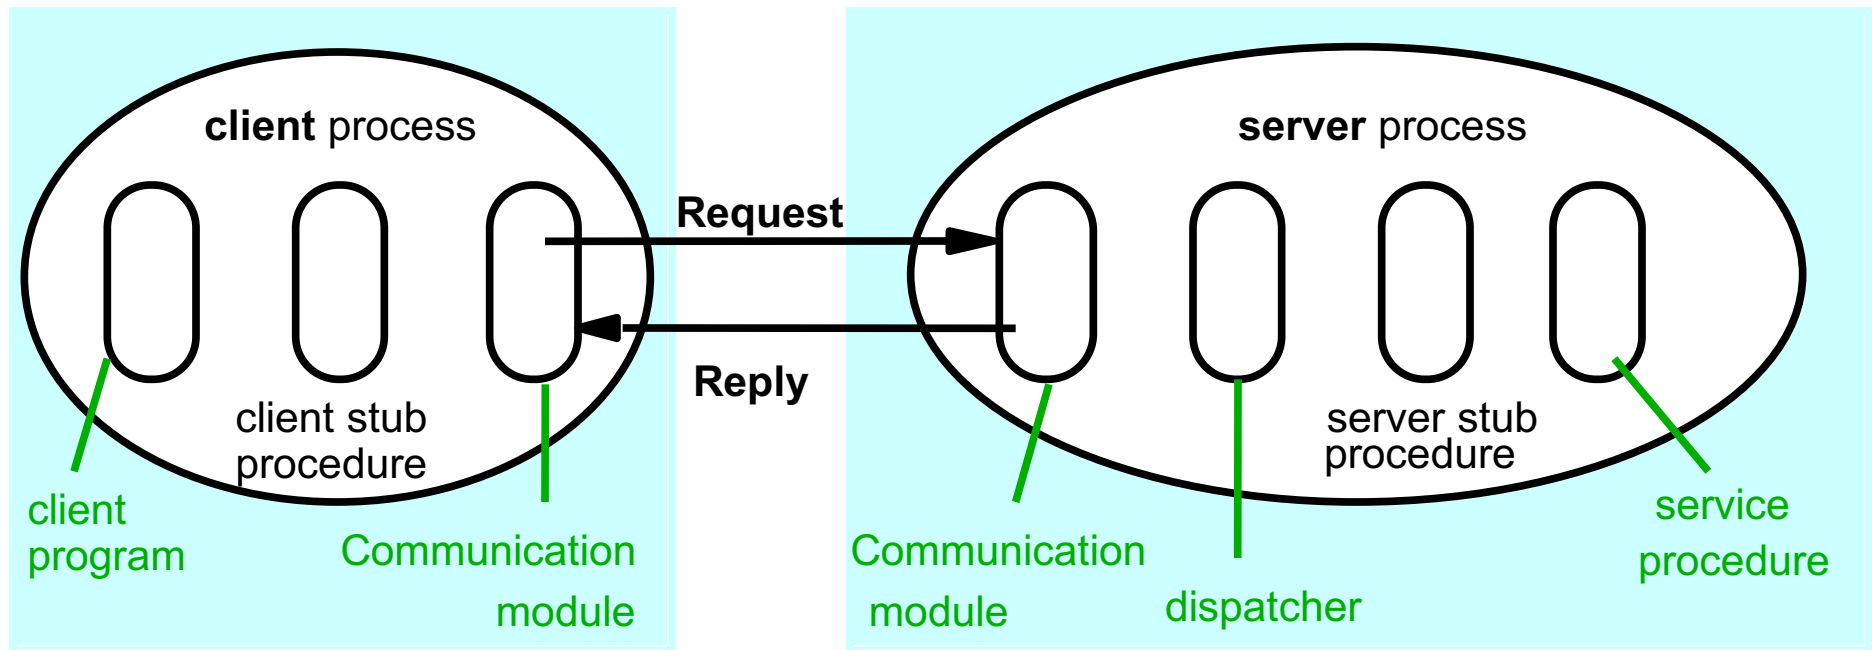 client process
server process
Request
Reply
client stub
procedure
server stub
procedure
client
program
Communication
module
Communication
module
dispatcher
service
procedure